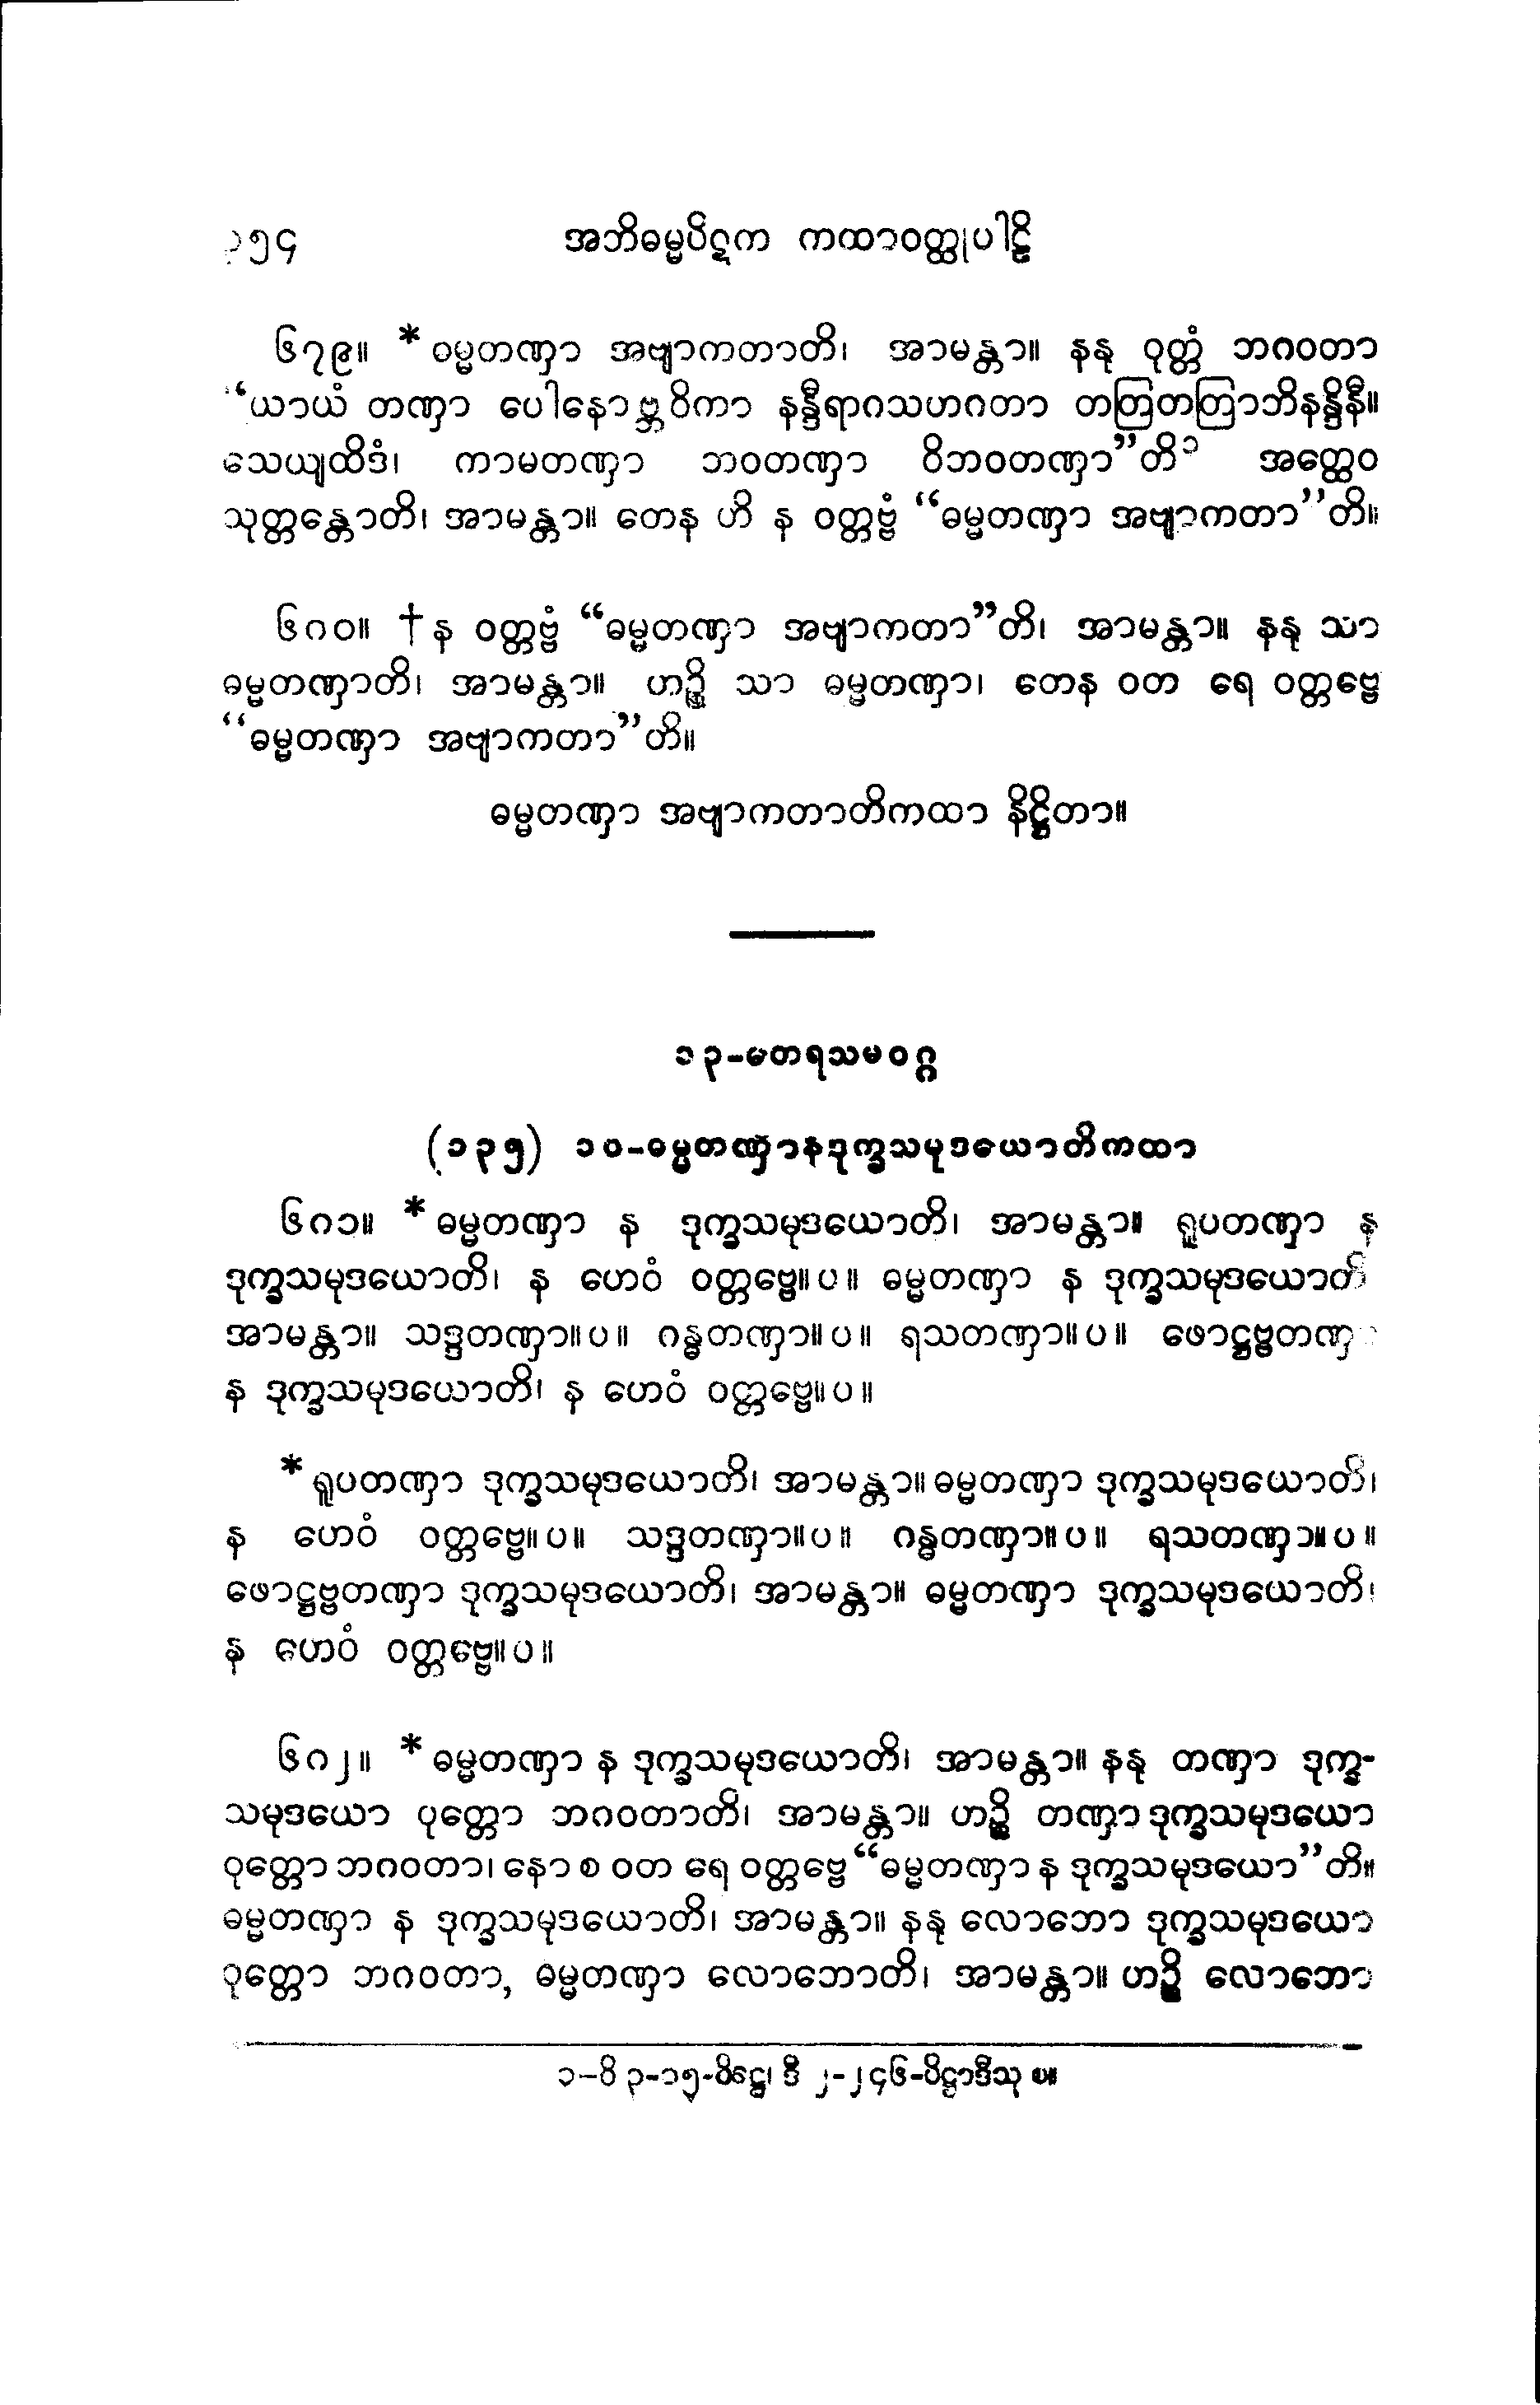 ၁၅၄ အဘိဓမ္မပိဋက ကထာဝတ္ထုပါဠိ
၆၇၉။ *ဓမ္မတဏှာ အဗျာကတာတိ၊ အာမန္တာ။ နနု ဝုတ္တံ ဘဂဝတာ
“ယာယံ တဏှာ ပေါနောဗ္ဘဝိကာ နန္ဒီရာဂသဟဂတာ တတြတတြာဘိနန္ဒိနီ။
သေယျထိဒံ၊ ကာမတဏှာ ဘဝတဏှာ ဝိဘဝတဏှာ”တိ ၁ အတ္ထေဝ
သုတ္တန္တောတိ၊ အာမန္တာ။ တေန ဟိ န ဝတ္တဗ္ဗံ “ဓမ္မတဏှာ အဗျာကတာ”တိ။
၆၈၀။ †န ဝတ္တဗ္ဗံ “ဓမ္မတဏှာ အဗျာကတာ”တိ၊ အာမန္တာ။ နနု သာ
ဓမ္မတဏှာတိ၊ အာမန္တာ။ ဟဉ္စိ သာ ဓမ္မတဏှာ၊ တေန ဝတ ရေ ဝတ္တဗ္ဗေ
“ဓမ္မတဏှာ အဗျာကတာ”တိ။
ဓမ္မတဏှာ အဗျာကတာတိကထာ နိဋ္ဌိတာ။
၁၃-တေရသမဝဂ္ဂ
(၁၃၅) ၁၀-ဓမ္မတဏှာနဒုက္ခသမုဒယောတိကထာ
၆၈၁။ *ဓမ္မတဏှာ န ဒုက္ခသမုဒယောတိ၊ အာမန္တာ။ ရူပတဏှာ န
ဒုက္ခသမုဒယောတိ၊ န ဟေဝံ ဝတ္တဗ္ဗေ။ပ။ ဓမ္မတဏှာ န ဒုက္ခသမုဒယောတိ
အာမန္တာ။ သဒ္ဒတဏှာ။ပ။ ဂန္ဓတဏှာ။ပ။ ရသတဏှာ။ပ။ ဖောဋ္ဌဗ္ဗတဏှာ
န ဒုက္ခသမုဒယောတိ၊ န ဟေဝံ ဝတ္တဗ္ဗေ။ပ။
*ရူပတဏှာ ဒုက္ခသမုဒယောတိ၊ အာမန္တာ။ ဓမ္မတဏှာ ဒုက္ခသမုဒယောတိ၊
န ဟေဝံ ဝတ္တဗ္ဗေ။ပ။ သဒ္ဒတဏှာ။ပ။ ဂန္ဓတဏှာ။ပ။ ရသတဏှာ။ပ။
ဖောဋ္ဌဗ္ဗတဏှာ ဒုက္ခသမုဒယောတိ၊ အာမန္တာ။ ဓမ္မတဏှာ ဒုက္ခသမုဒယောတိ၊
န ဟေဝံ ဝတ္တဗ္ဗေ။ပ။
၆၈၂။ *ဓမ္မတဏှာ န ဒုက္ခသမုဒယောတိ၊ အာမန္တာ။ နနု တဏှာ ဒုက္ခ-
သမုဒယော ဝုတ္တော ဘဂဝတာတိ၊ အာမန္တာ။ ဟဉ္စိ တဏှာ ဒုက္ခသမုဒယော
ဝုတ္တော ဘဂဝတာ၊ နော စ ဝတ ရေ ဝတ္တဗ္ဗေ “ဓမ္မတဏှာ န ဒုက္ခသမုဒယော”တိ။
ဓမ္မတဏှာ န ဒုက္ခသမုဒယောတိ၊ အာမန္တာ။ နနု လောဘော ဒုက္ခသမုဒယော
ဝုတ္တော ဘဂဝတာ, ဓမ္မတဏှာ လောဘောတိ၊ အာမန္တာ။ ဟဉ္စိ လောဘော
၁-ဝိ ၃-၁၅-ပိဋ္ဌေ၊ ဒီ ၂-၂၄၆-ပိဋ္ဌာဒီသု ပ။